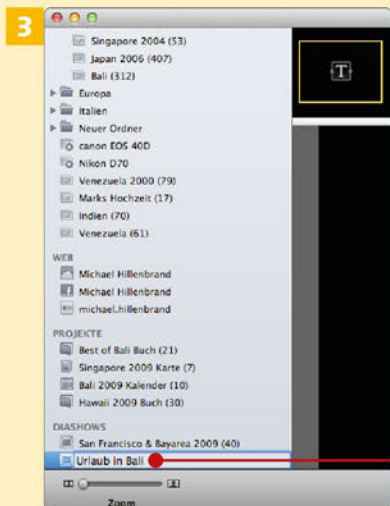 3
Singapore 2004 (53)
Japan 2006 (407)
Bali (312)
Europa
Italien
Neuer Ordner
canon EOS 40D
Nikon D70
Venezuela 2000 (79)
Marks Hochzeit (17)
Indien (70)
Venezuela (61)
WEB
Michael Hillenbrand
Michael Hillenbrand
michael.hillenbrand
PROJEKTE
Best of Bali Buch (21)
Singapore 2009 Karte (7)
Bali 2009 Kalender (10)
Hawaii 2009 Buch (30)
DIASHOWS
San Francisco & Bayarea 2009 (40)
Urlaub in Bali
Zoom
T